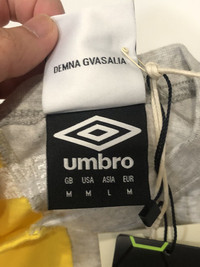 DEMNA GVASALIA
umbro
GB USA ASIA EUR
M M L M